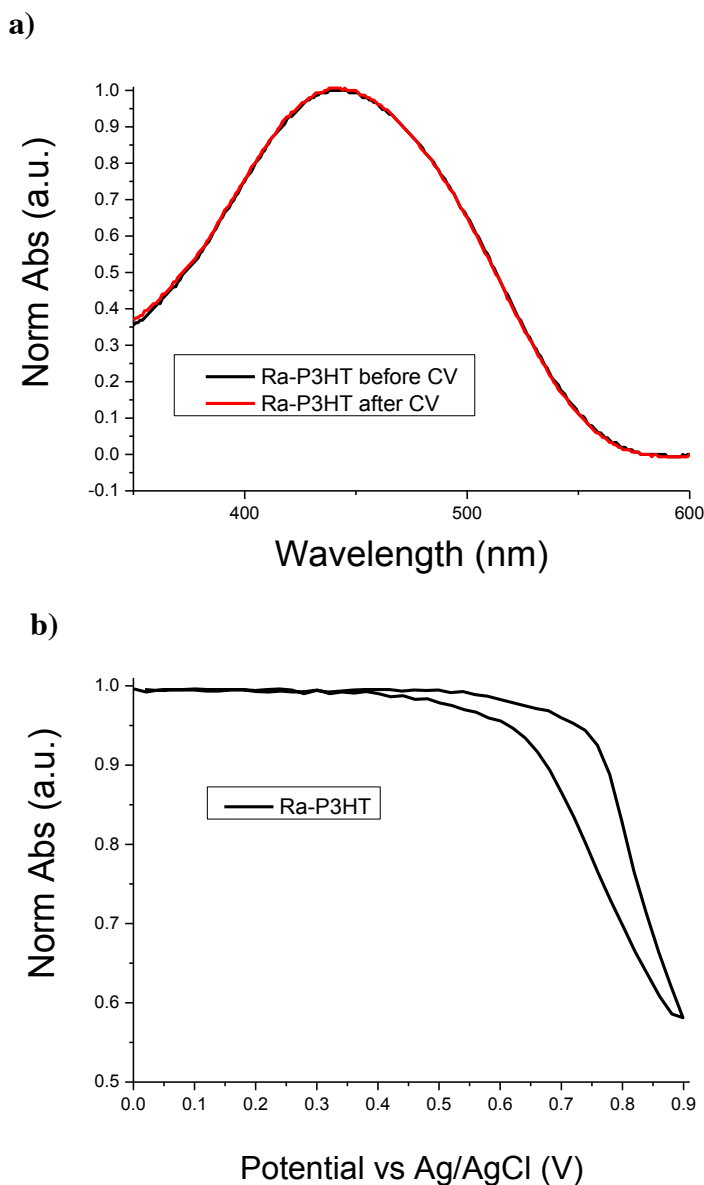 a)
1.0
0.9
0.8
0.7
0.6
0.5
0.4
0.3
0.2
0.1
0.0
-0.1
Norm Abs (a.u.)
Ra-P3HT before CV
Ra-P3HT after CV
400
500
600
Wavelength (nm)
b)
1.0
0.9
0.8
0.7
0.6
0.5
Norm Abs (a.u.)
Ra-P3HT
0.0 0.1 0.2 0.3 0.4 0.5 0.6 0.7 0.8 0.9
Potential vs Ag/AgCl (V)